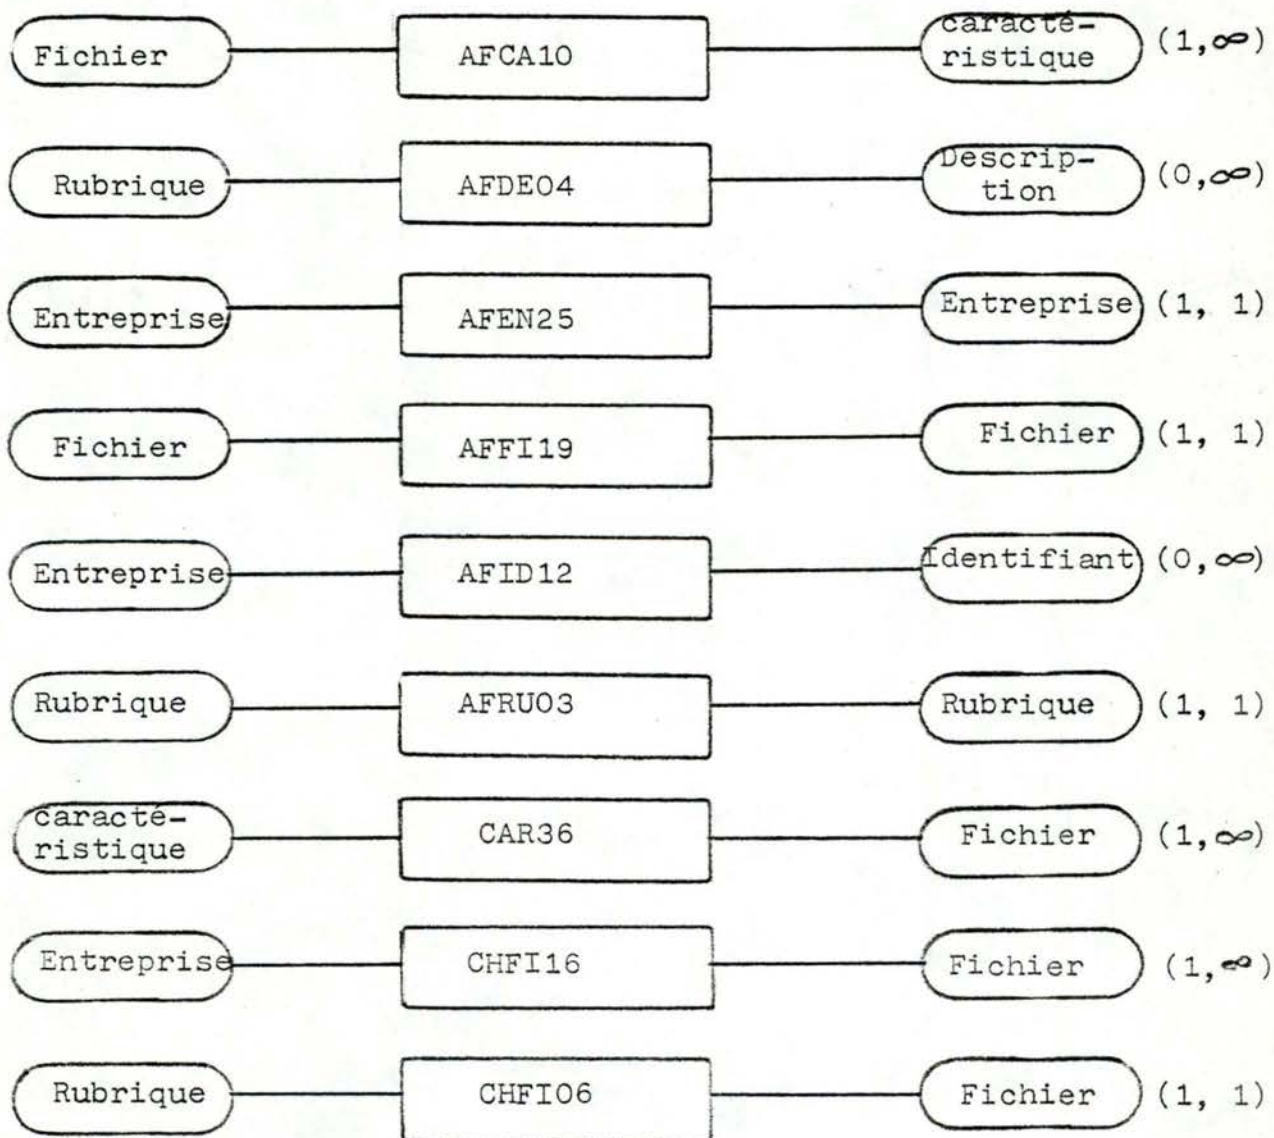 Fichier AFCA10 caracté-
ristique (1,∞)
Rubrique AFDE04 Descrip-
tion (0,∞)
Entreprise AFEN25 Entreprise (1, 1)
Fichier AFFI19 Fichier (1, 1)
Entreprise AFID12 Identifiant (0,∞)
Rubrique AFRU03 Rubrique (1, 1)
caracté-
ristique CAR36 Fichier (1,∞)
Entreprise CHFI16 Fichier (1,∞)
Rubrique CHFI06 Fichier (1, 1)